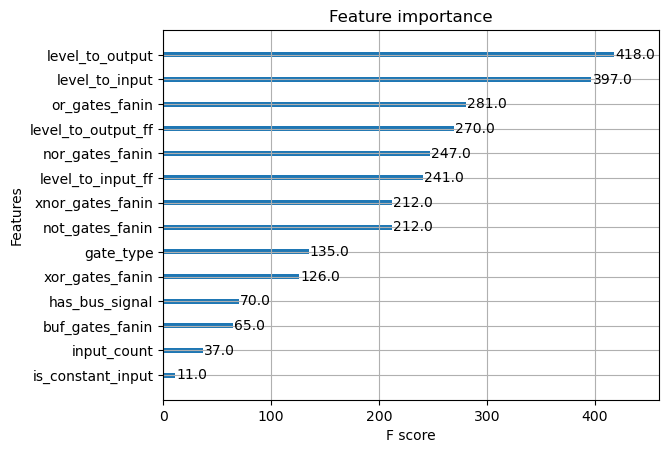 Feature importance
level_to_output 418.0
level_to_input 397.0
or_gates_fanin 281.0
level_to_output_ff 270.0
nor_gates_fanin 247.0
level_to_input_ff 241.0
xnor_gates_fanin 212.0
not_gates_fanin 212.0
gate_type 135.0
xor_gates_fanin 126.0
has_bus_signal 70.0
buf_gates_fanin 65.0
input_count 37.0
is_constant_input 11.0
Features
0 100 200 300 400
F score